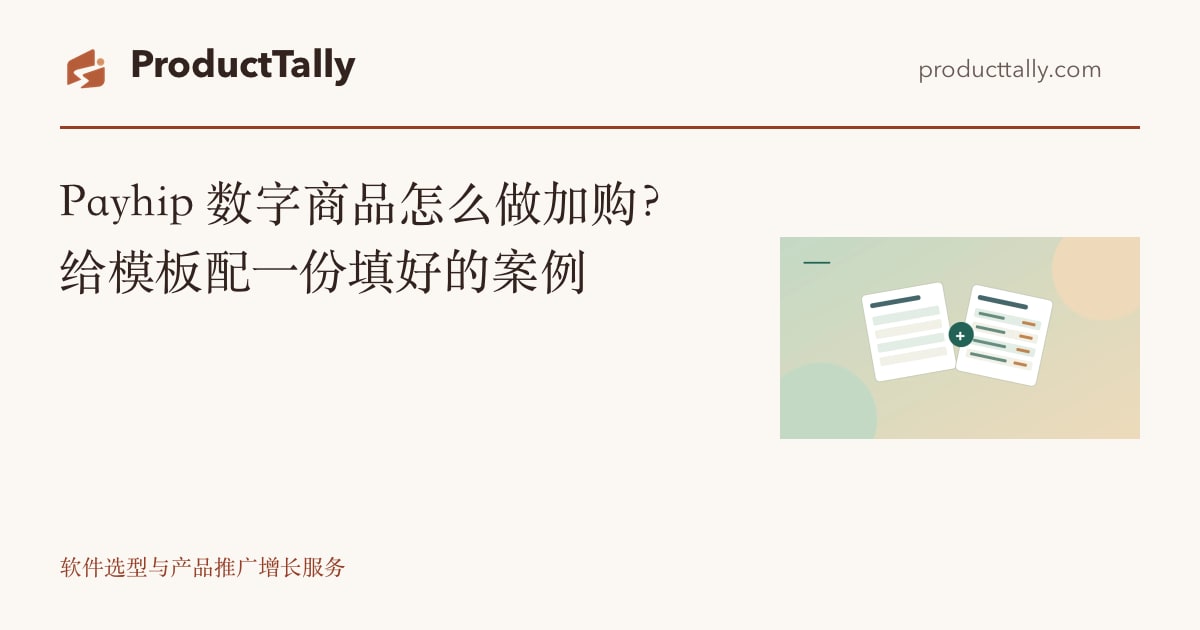 ProductTally
producttally.com
Payhip 数字商品怎么做加购?
给模板配一份填好的案例
+
软件选型与产品推广增长服务